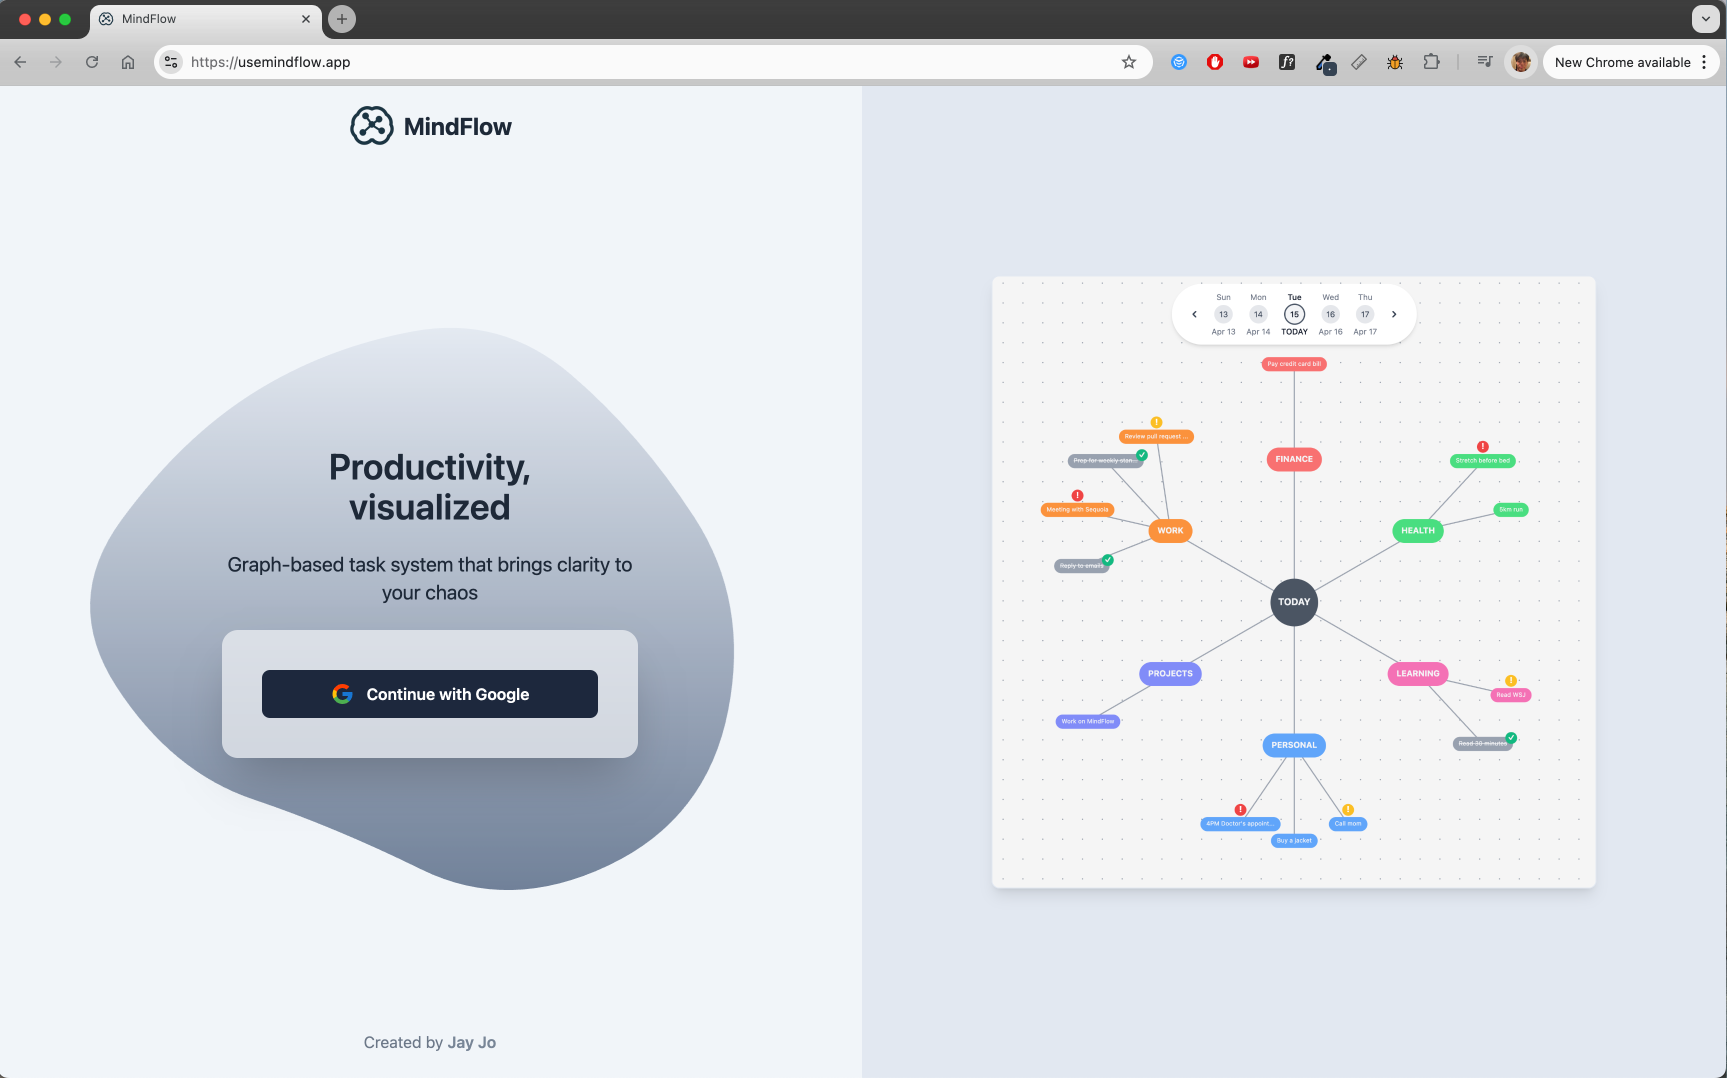 MindFlow
https://usemindflow.app
New Chrome available
MindFlow
Productivity,
visualized
Graph-based task system that brings clarity to
your chaos
Continue with Google
Created by Jay Jo
Sun Mon Tue Wed Thu
13 14 15 16 17
Apr 13 Apr 14 TODAY Apr 16 Apr 17
Pay credit card bill
Review pull request ...
Prep for weekly stan...
Meeting with Sequoia
Reply to emails
WORK
FINANCE
Stretch before bed
5km run
HEALTH
TODAY
PROJECTS
Work on MindFlow
LEARNING
Read WSJ
Read 30 minutes
PERSONAL
4PM Doctor's appoint...
Buy a jacket
Call mom